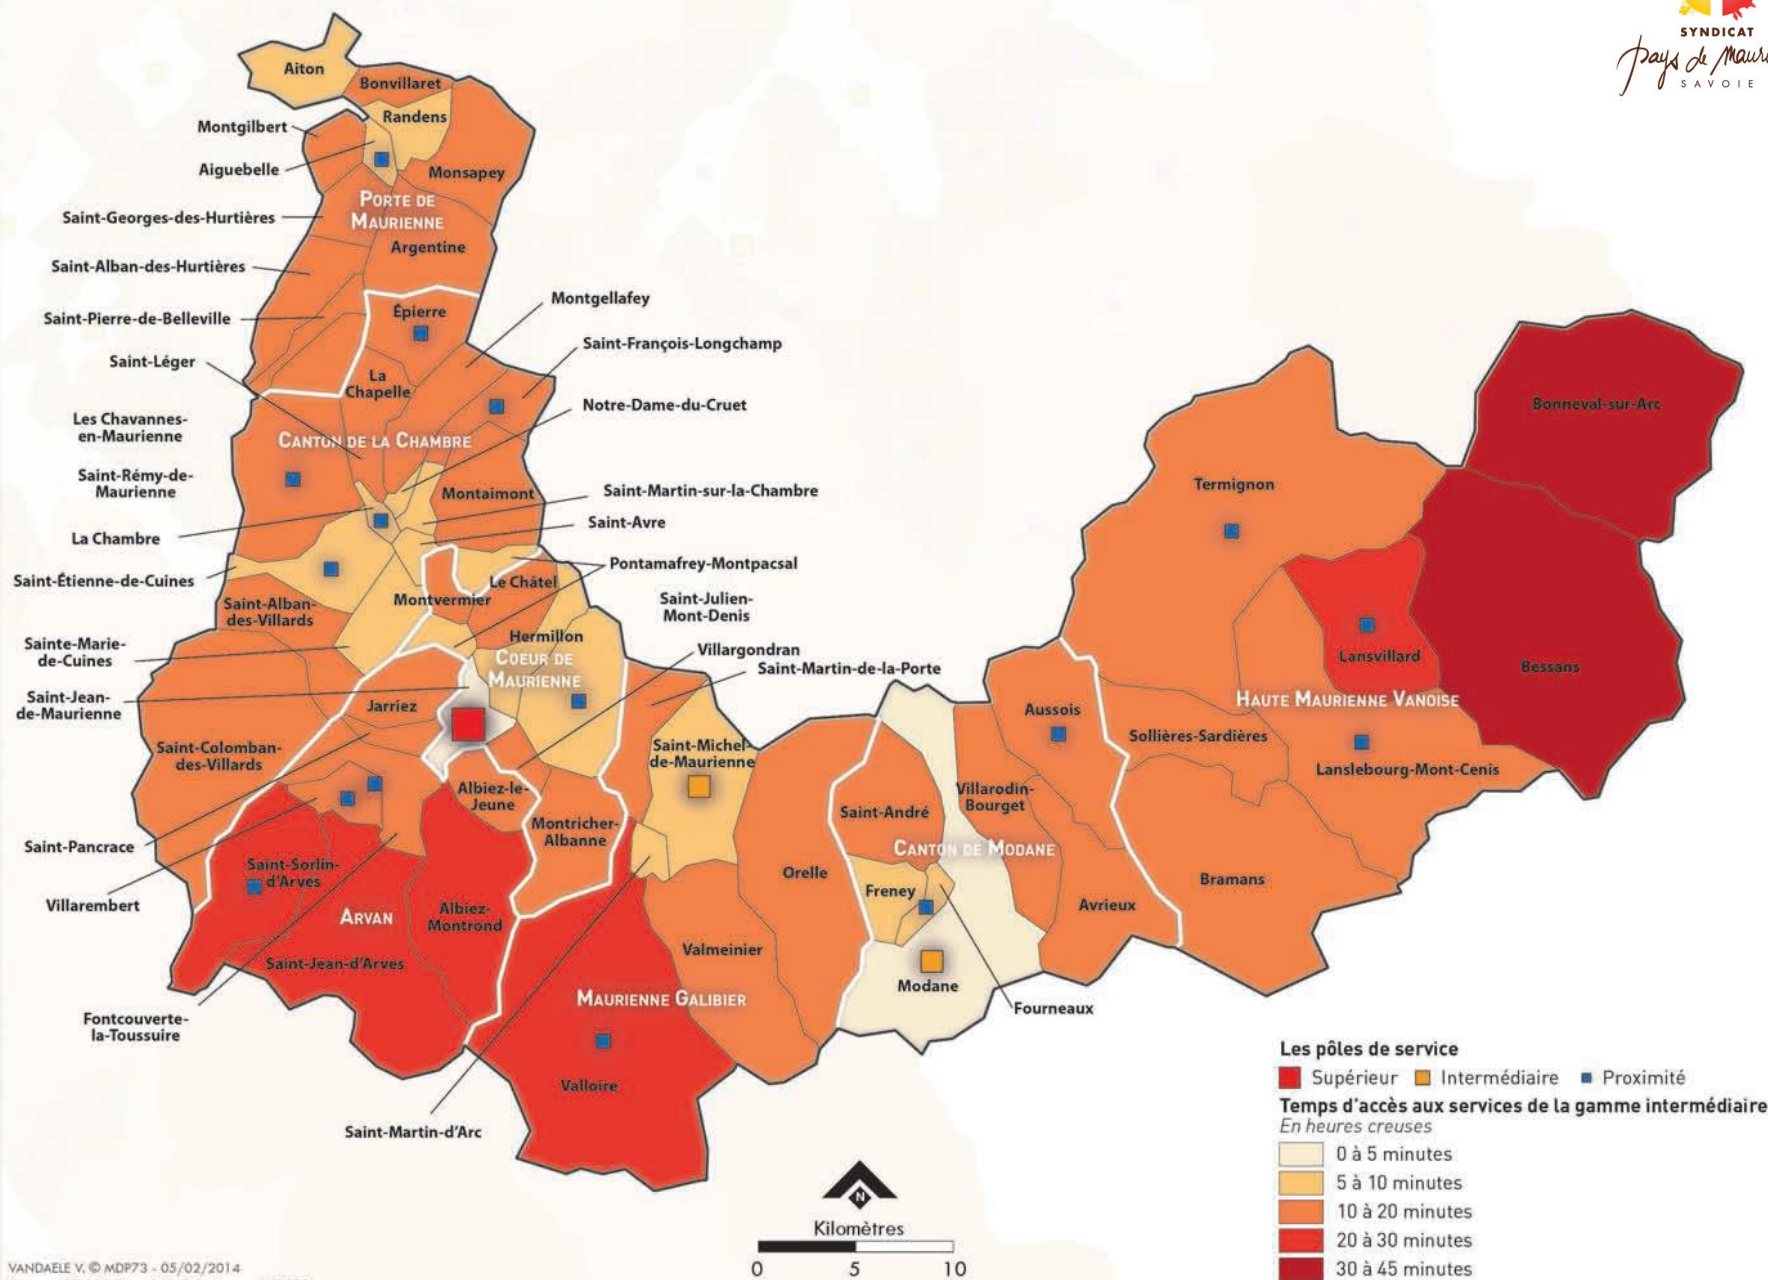 SYNDICAT
SAVOIE
Aiton
Bonvillaret
Randens
Montgilbert
Aiguebelle
Monsapey
PORTE DE
MAURIENNE
Saint-Georges-des-Hurtières
Argentine
Saint-Alban-des-Hurtières
Montgellafey
Épierre
Saint-Pierre-de-Belleville
Saint-François-Longchamp
Saint-Léger
La
Chapelle
Notre-Dame-du-Cruet
Les Chavannes-
en-Maurienne
CANTON DE LA CHAMBRE
Saint-Rémy-de-
Maurienne
Montaimont
Saint-Martin-sur-la-Chambre
Saint-Avre
La Chambre
Pontamafrey-Montpacsal
Saint-Étienne-de-Cuines
Le Châtel
Montvermier
Saint-Alban-
des-Villards
Saint-Julien-
Mont-Denis
Hermillon
Sainte-Marie-
de-Cuines
COEUR DE
MAURIENNE
Villargondran
Saint-Martin-de-la-Porte
Saint-Jean-
de-Maurienne
Jarriez
Saint-Colomban-
des-Villards
Saint-Michel-
de-Maurienne
Albiez-le-
Jeune
Montricher-
Albanne
Saint-Pancrace
Saint-Sorlin-
d'Arves
Villarembert
ARVAN
Albiez-
Montrond
Saint-Jean-d'Arves
Fontcouverte-
la-Toussuire
Orelle
Valmeinier
MAURIENNE GALIBIER
Valloire
Saint-Martin-d'Arc
Saint-André
Villarodin-
Bourget
CANTON DE MODANE
Freney
Modane
Fourneaux
Aussois
Avrieux
Termignon
Bonneval-sur-Arc
Lansvillard
Bessans
HAUTE MAURIENNE VANOISE
Sollières-Sardières
Lanslebourg-Mont-Cenis
Bramans
Les pôles de service
Supérieur Intermédiaire Proximité
Temps d'accès aux services de la gamme intermédiaire
En heures creuses
0 à 5 minutes
5 à 10 minutes
10 à 20 minutes
20 à 30 minutes
30 à 45 minutes
N
Kilomètres
0 5 10
VANDAELE V. © MDP73 - 05/02/2014